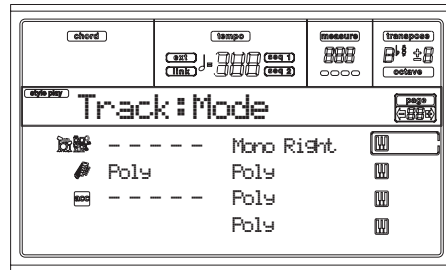 chord tempo measure transpose
ext seq 1
link seq 2
octave
style play
Track:Mode
page
- - - - - Mono Right
Poly Poly
acc - - - - - Poly
Poly